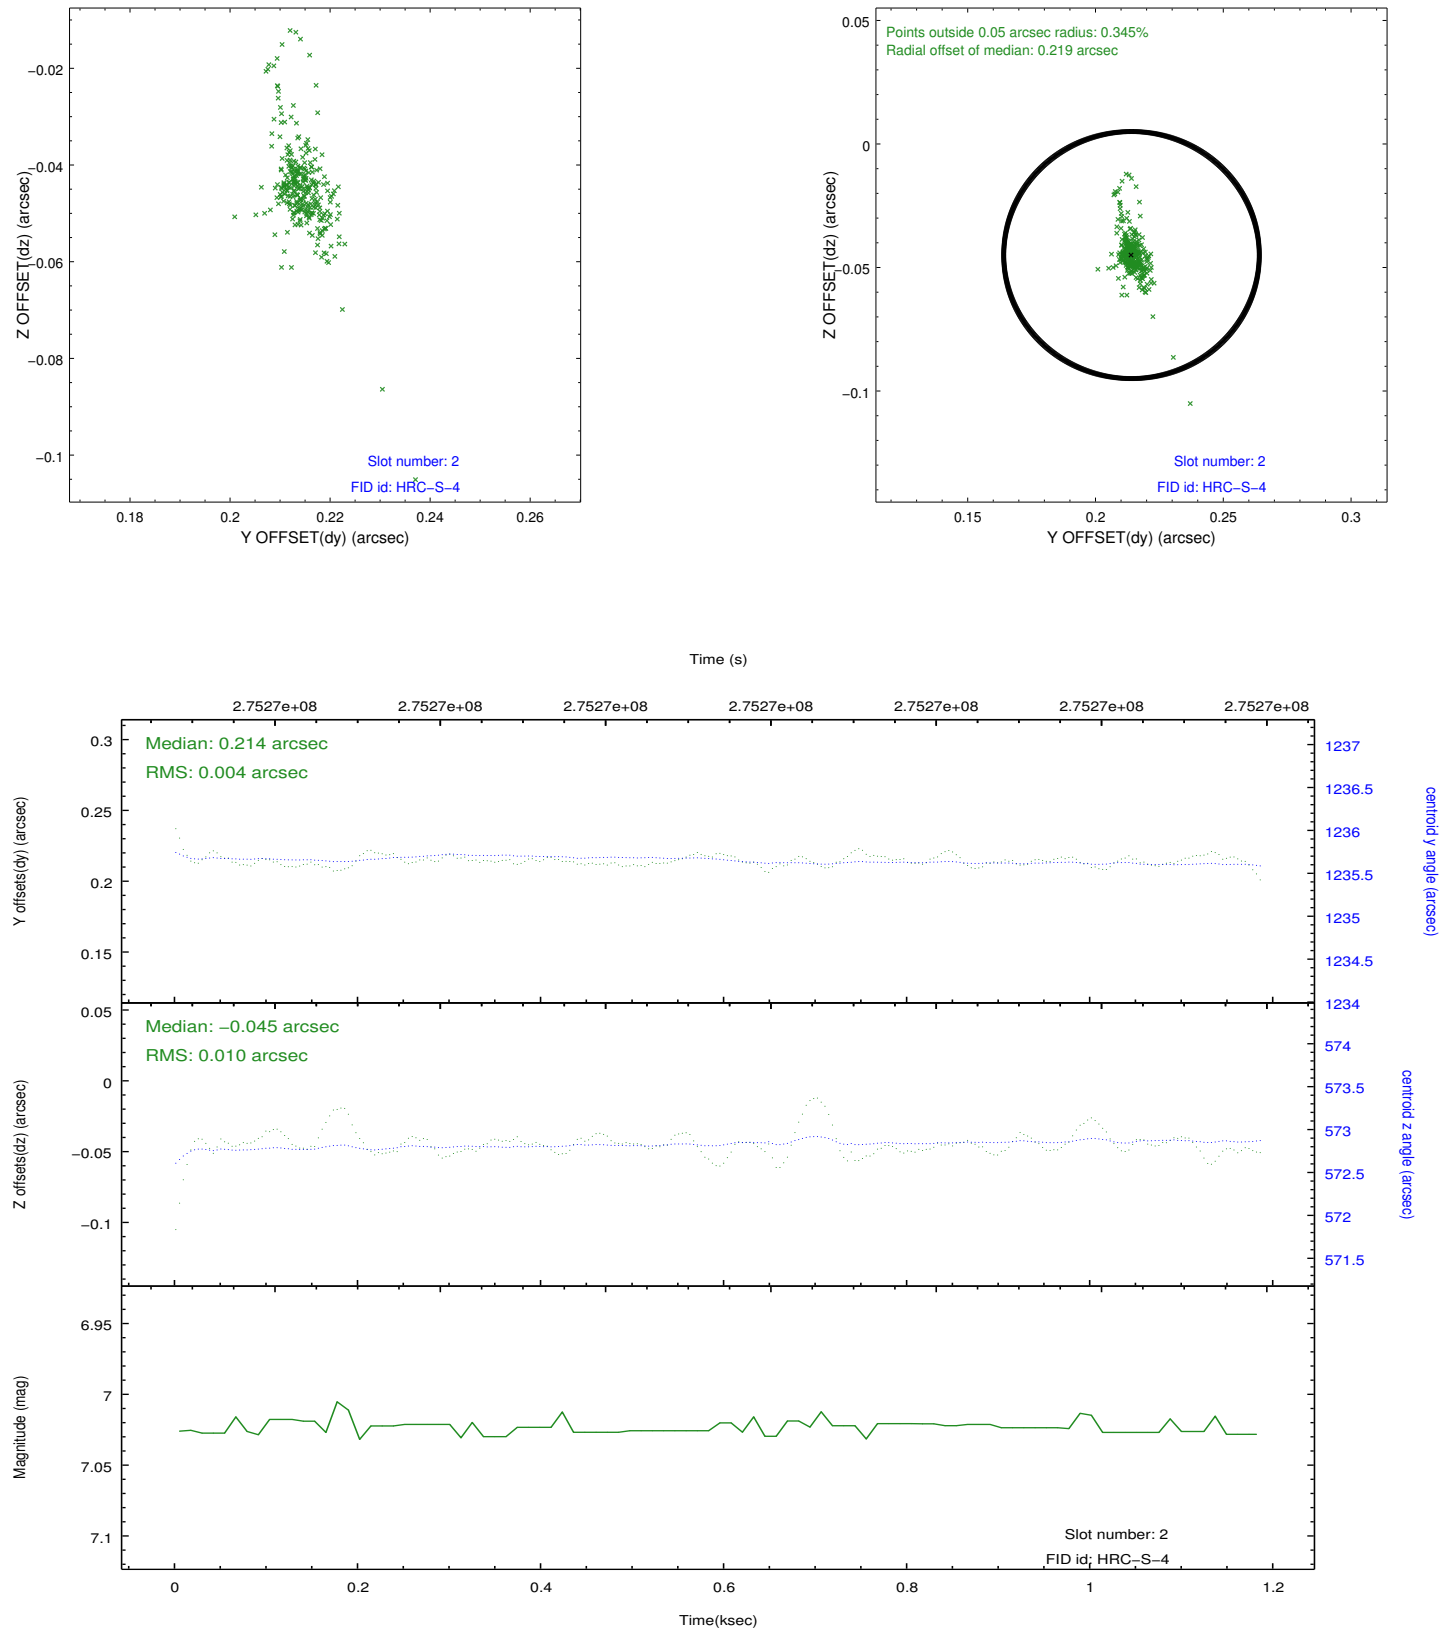 −0.02
−0.04
−0.06
−0.08
−0.1
0.18
0.2
0.22
0.24
0.26
Z OFFSET(dz) (arcsec)
Y OFFSET(dy) (arcsec)
Slot number: 2
FID id: HRC−S−4
0.05
0
−0.05
−0.1
0.15
0.2
0.25
0.3
Z OFFSET(dz) (arcsec)
Y OFFSET(dy) (arcsec)
Points outside 0.05 arcsec radius: 0.345%
Radial offset of median: 0.219 arcsec
Slot number: 2
FID id: HRC−S−4
Time (s)
2.7527e+08 2.7527e+08 2.7527e+08 2.7527e+08 2.7527e+08 2.7527e+08 2.7527e+08
Median: 0.214 arcsec
RMS: 0.004 arcsec
0.3
0.25
0.2
0.15
Y offsets(dy) (arcsec)
1237
1236.5
1236
1235.5
1235
1234.5
1234
centroid y angle (arcsec)
Median: −0.045 arcsec
RMS: 0.010 arcsec
0.05
0
−0.05
−0.1
Z offsets(dz) (arcsec)
574
573.5
573
572.5
572
571.5
centroid z angle (arcsec)
6.95
7
7.05
7.1
Magnitude (mag)
Slot number: 2
FID id: HRC−S−4
0 0.2 0.4 0.6 0.8 1 1.2
Time(ksec)